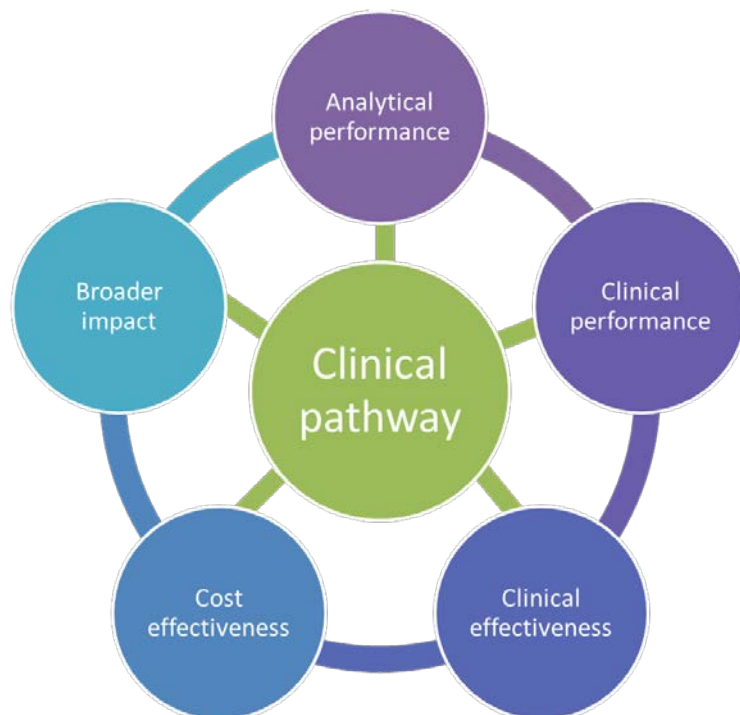 Analytical
performance
Broader
impact
Clinical
performance
Clinical
pathway
Cost
effectiveness
Clinical
effectiveness